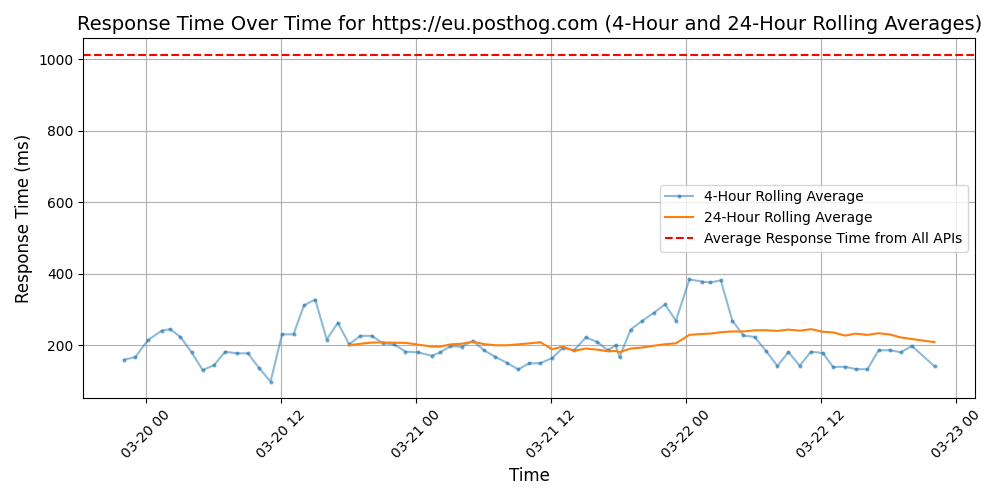 Response Time Over Time for https://eu.posthog.com (4-Hour and 24-Hour Rolling Averages)
Response Time (ms)
1000
800
600
400
200
4-Hour Rolling Average
24-Hour Rolling Average
Average Response Time from All APIs
03-20 00
03-20 12
03-21 00
03-21 12
03-22 00
03-22 12
03-23 00
Time